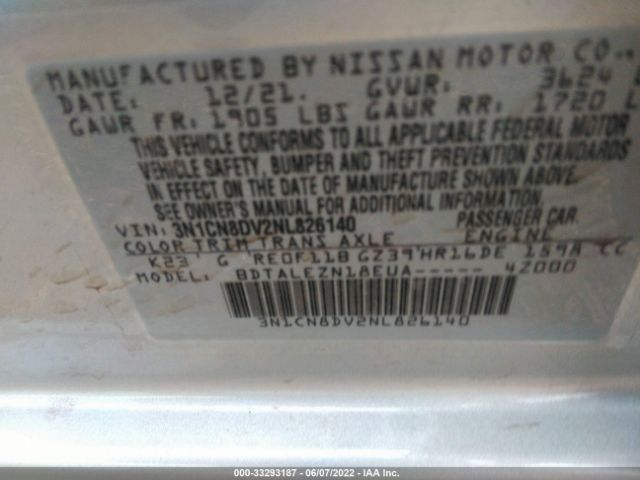 MANUFACTURED BY NISSAN MOTOR CO.,
DATE: 12/21. GVWR: 3624
GAWR FR: 1905 LBS GAWR RR: 1720 L
THIS VEHICLE CONFORMS TO ALL APPLICABLE FEDERAL MOTOR
VEHICLE SAFETY, BUMPER AND THEFT PREVENTION STANDARDS
IN EFFECT ON THE DATE OF MANUFACTURE SHOWN ABOVE.
SEE OWNER'S MANUAL FOR ADDITIONAL INFORMATION.
VIN: 3N1CN8DV2NL826140 PASSENGER CAR
COLOR TRIM TRANS AXLE ENGINE
K23 G RE0F11B GZ39 HR16DE 1598 CC
MODEL: BDTALEZN18EUA----- 4Z000
3N1CN8DV2NL826140
000-33293187 - 06/07/2022 - IAA Inc.